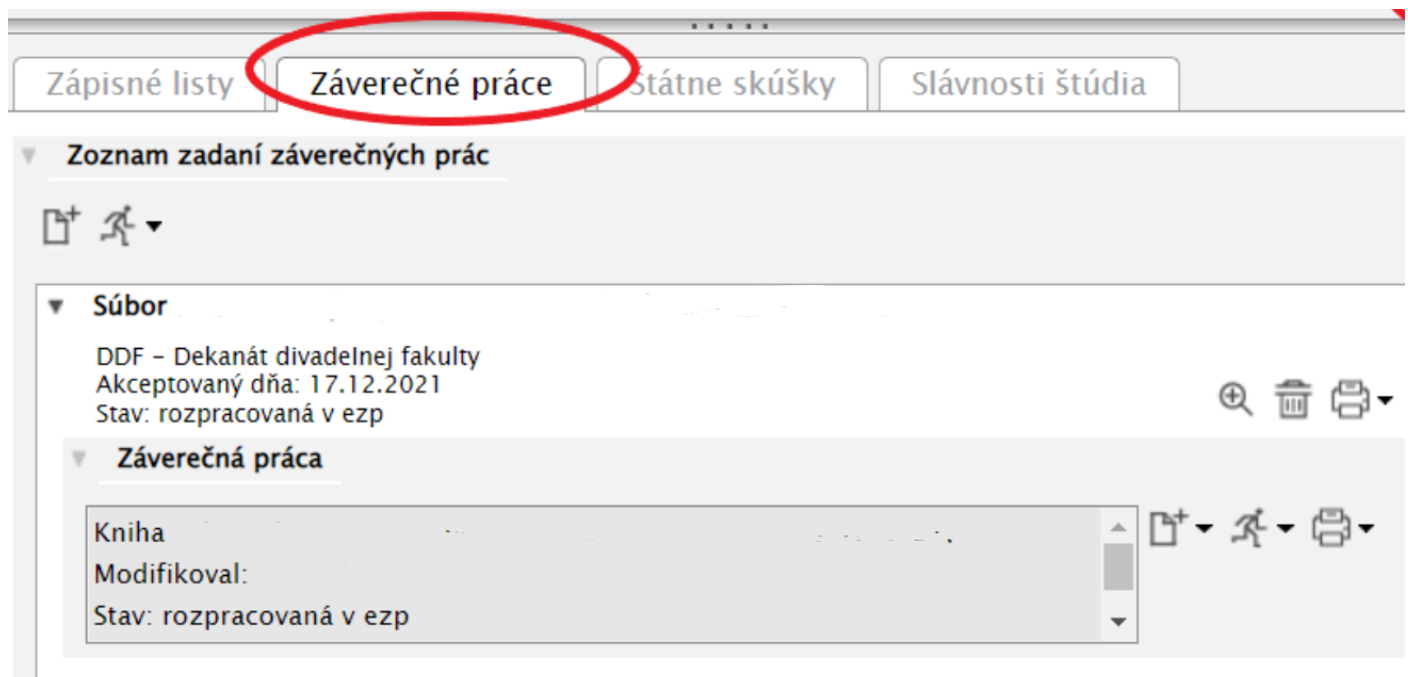 Zápisné listy Záverečné práce Štátne skúšky Slávnosti štúdia
Zoznam zadaní záverečných prác
Súbor
DDF – Dekanát divadelnej fakulty
Akceptovaný dňa: 17.12.2021
Stav: rozpracovaná v ezp
Záverečná práca
Kniha
Modifikoval:
Stav: rozpracovaná v ezp